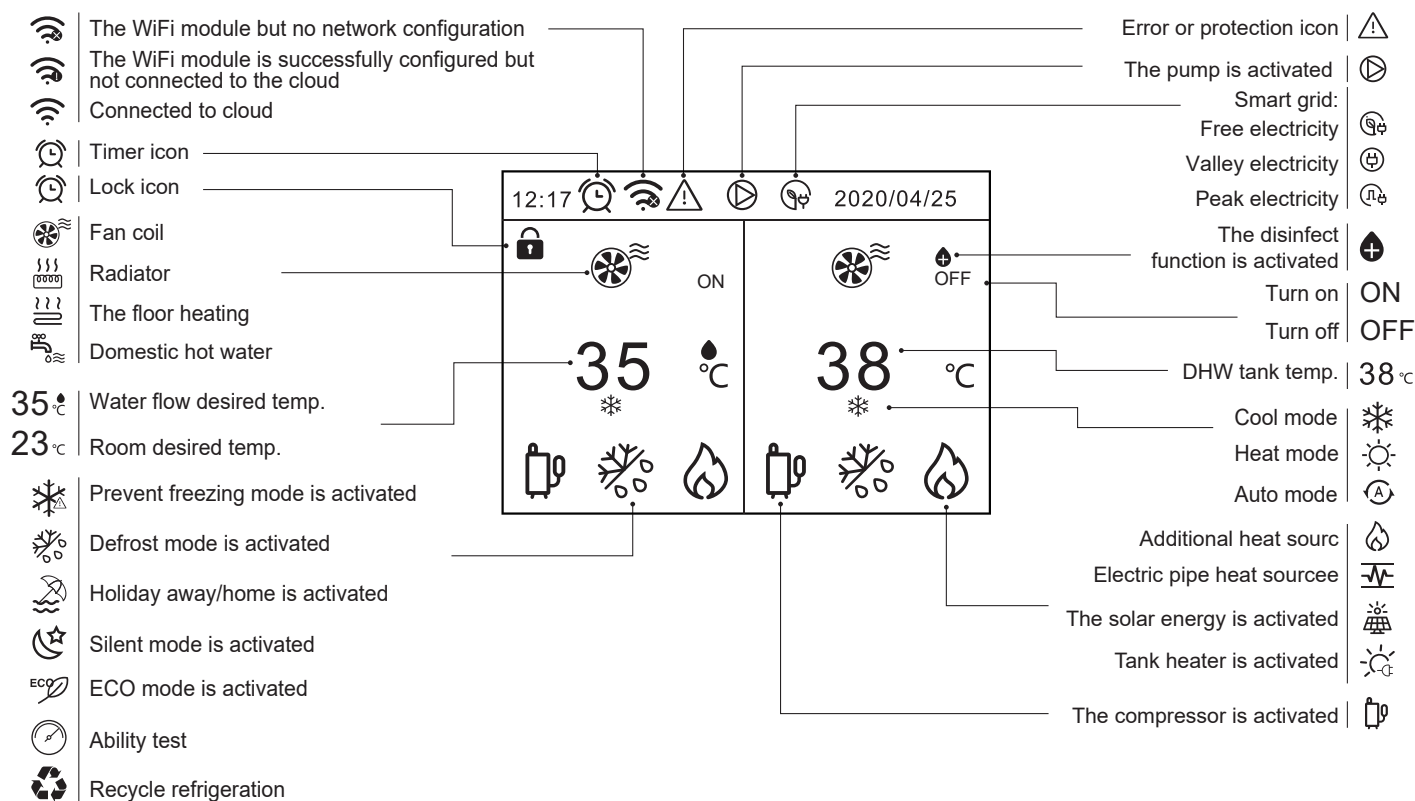 The WiFi module but no network configuration
The WiFi module is successfully configured but
not connected to the cloud
Connected to cloud
Timer icon
Lock icon
Fan coil
Radiator
The floor heating
Domestic hot water
35 °C Water flow desired temp.
23 °C Room desired temp.
Prevent freezing mode is activated
Defrost mode is activated
Holiday away/home is activated
Silent mode is activated
ECO ECO mode is activated
Ability test
Recycle refrigeration
12:17 2020/04/25
ON
35 °C
OFF
38 °C
Error or protection icon
The pump is activated
Smart grid:
Free electricity
Valley electricity
Peak electricity
The disinfect
function is activated
Turn on ON
Turn off OFF
DHW tank temp. 38 °C
Cool mode
Heat mode
Auto mode A
Additional heat sourc
Electric pipe heat sourcee
The solar energy is activated
Tank heater is activated
The compressor is activated